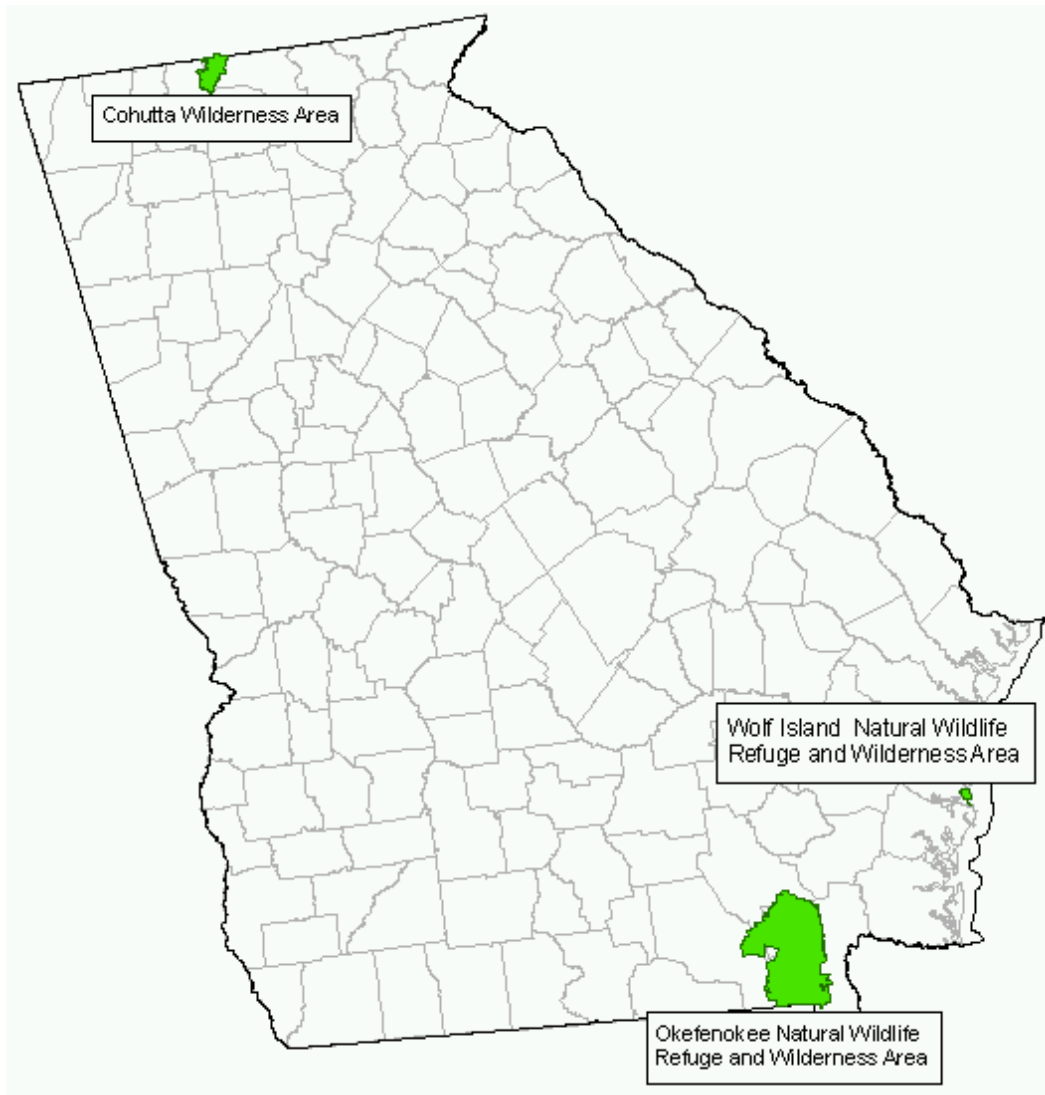 Cohutta Wilderness Area
Wolf Island Natural Wildlife
Refuge and Wilderness Area
Okefenokee Natural Wildlife
Refuge and Wilderness Area